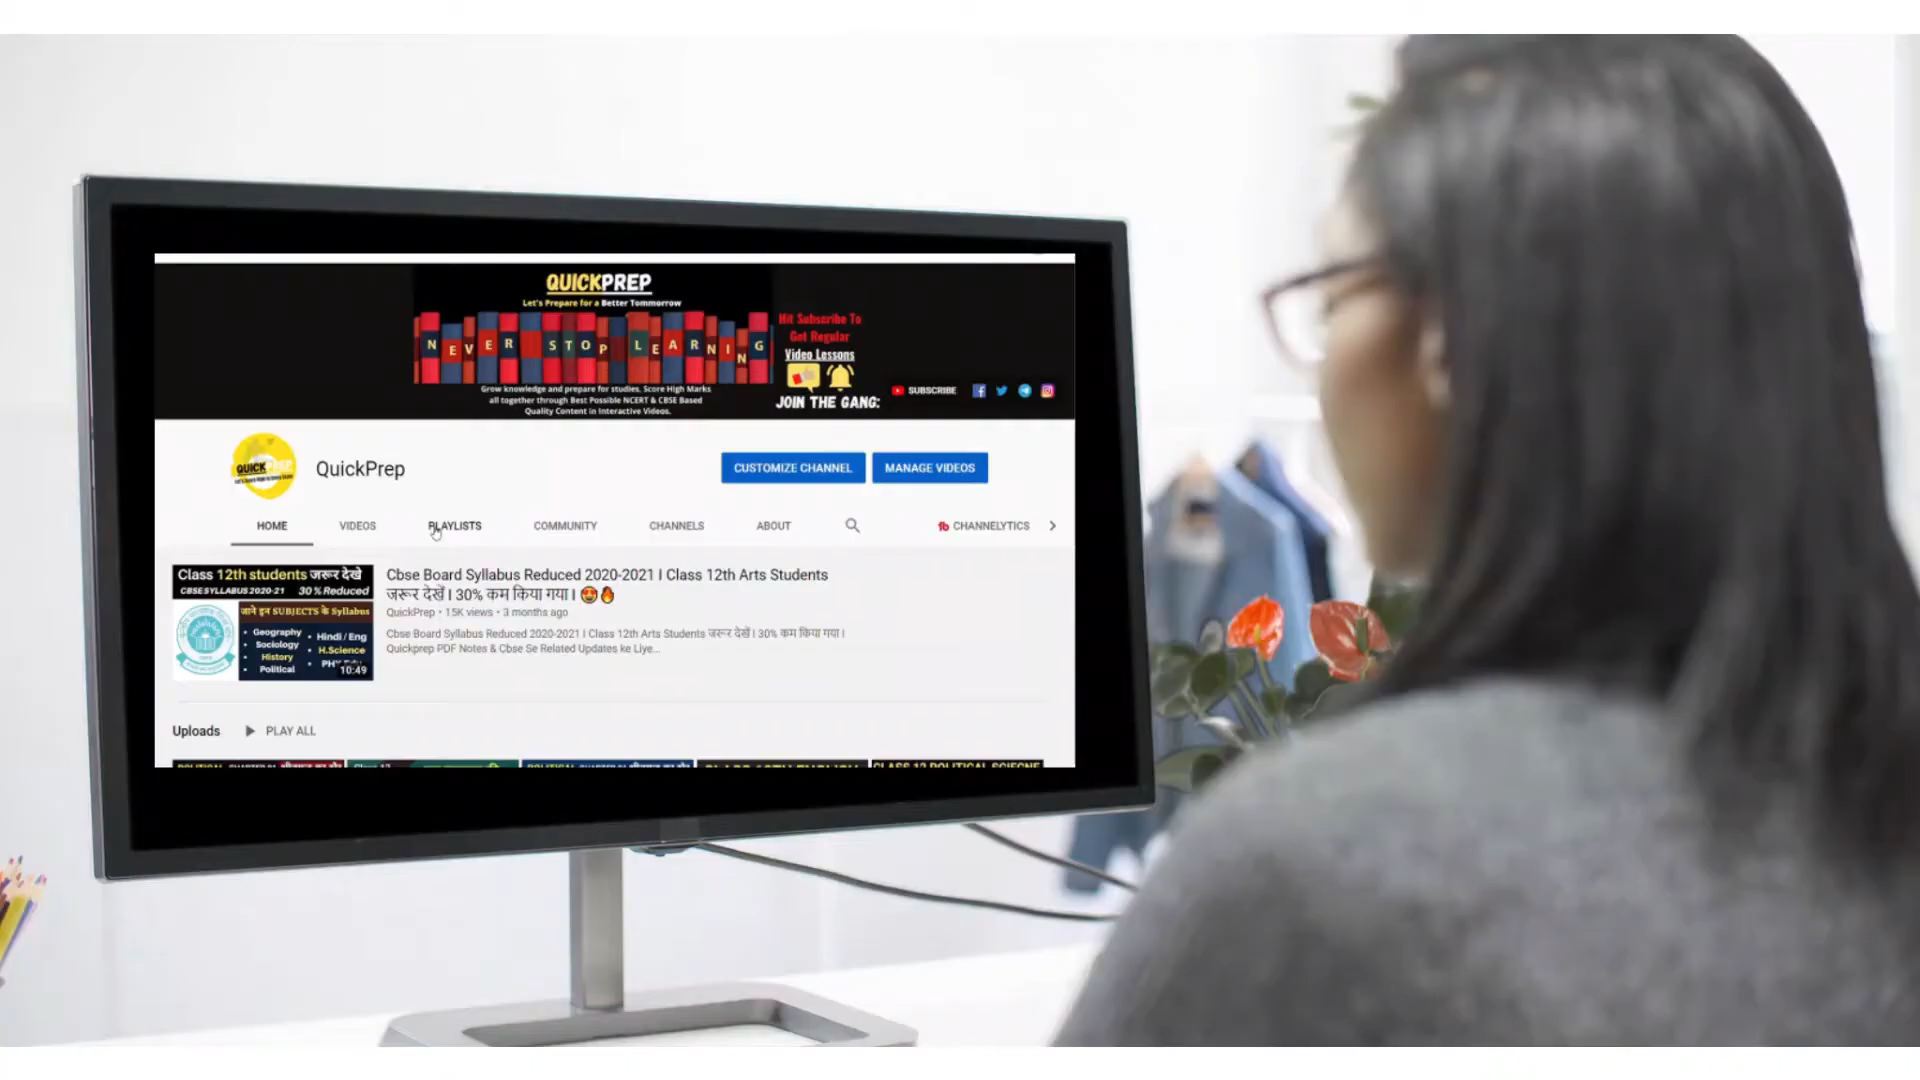 QUICKPREP
Let's Prepare for a Better Tommorrow
NEVER STOP LEARNING
Grow knowledge and prepare for studies. Score High Marks
all together through Best Possible NCERT & CBSE Based
Quality Content in Interactive Videos.
Hit Subscribe To
Get Regular
Video Lessons
JOIN THE GANG:
SUBSCRIBE
QUICKPREP
QuickPrep
CUSTOMIZE CHANNEL
MANAGE VIDEOS
HOME VIDEOS PLAYLISTS COMMUNITY CHANNELS ABOUT CHANNELYTICS
Class 12th students जरूर देखे
CBSE SYLLABUS 2020-21 30% Reduced
जाने इन SUBJECTS के Syllabus
• Geography
• Sociology
• History
• Political
• Hindi / Eng
• H.Science
10:49
Cbse Board Syllabus Reduced 2020-2021 I Class 12th Arts Students
जरूर देखें I 30% कम किया गया I 😍🔥
QuickPrep • 15K views • 3 months ago
Cbse Board Syllabus Reduced 2020-2021 I Class 12th Arts Students जरूर देखें I 30% कम किया गया I
Quickprep PDF Notes & Cbse Se Related Updates ke Liye...
Uploads PLAY ALL